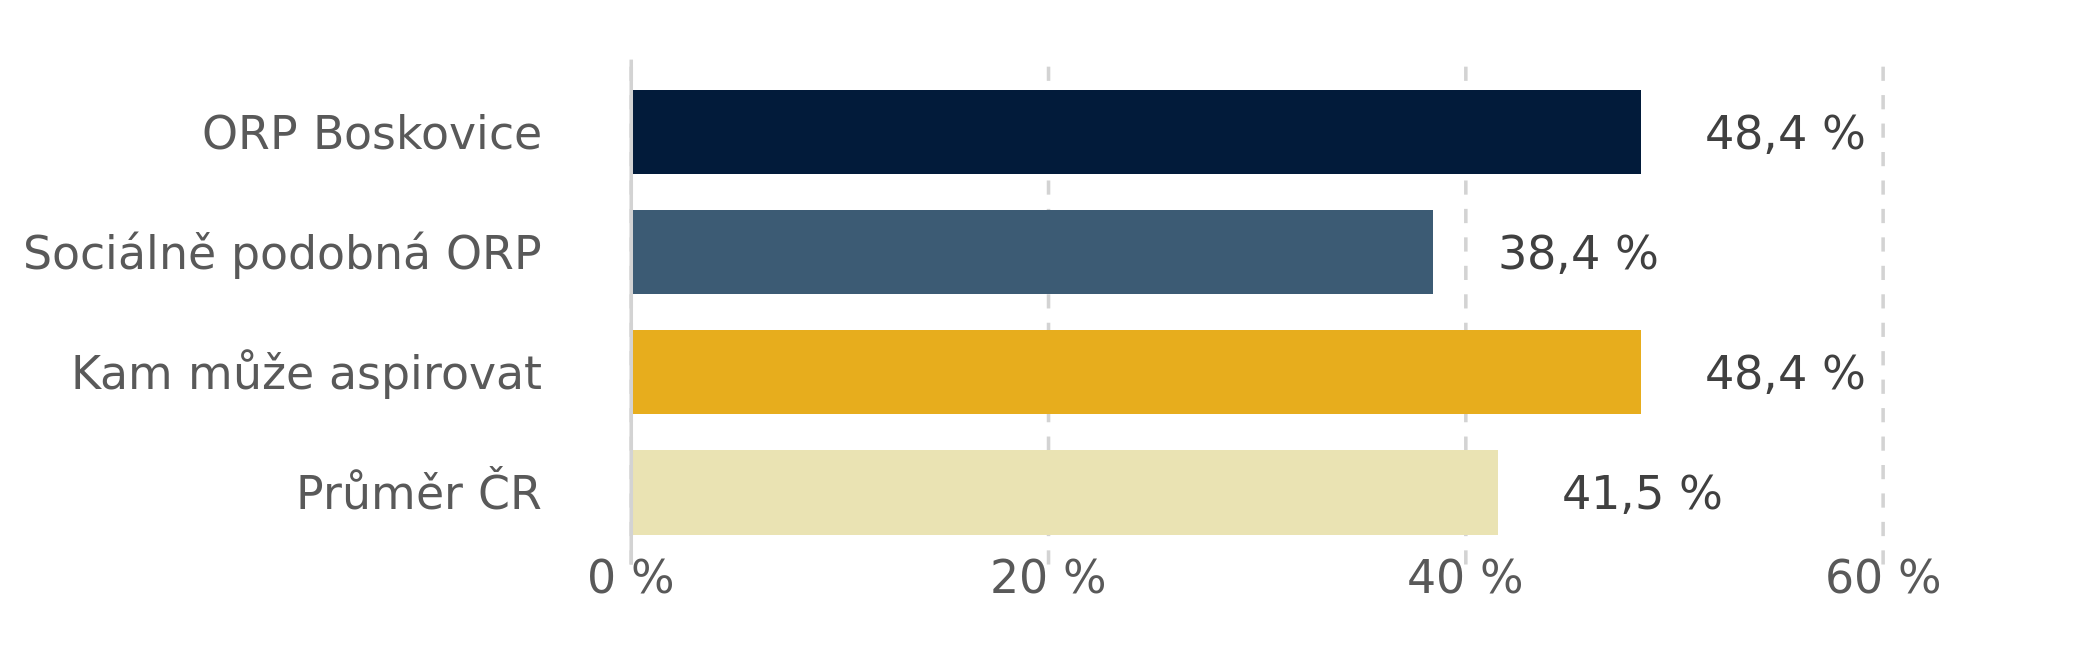 ORP Boskovice 48,4 %
Sociálně podobná ORP 38,4 %
Kam může aspirovat 48,4 %
Průměr ČR 41,5 %
0 % 20 % 40 % 60 %